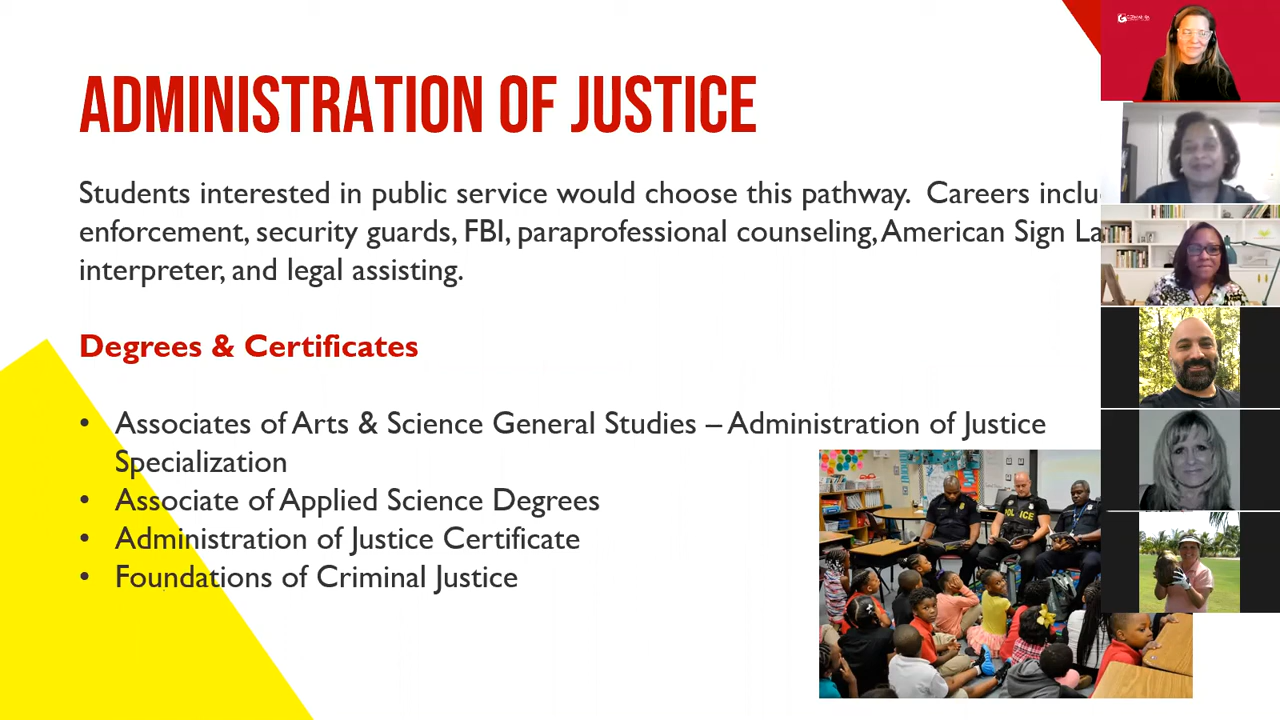 ADMINISTRATION OF JUSTICE
Students interested in public service would choose this pathway. Careers inclu
enforcement, security guards, FBI, paraprofessional counseling, American Sign La
interpreter, and legal assisting.
Degrees & Certificates
• Associates of Arts & Science General Studies – Administration of Justice
Specialization
• Associate of Applied Science Degrees
• Administration of Justice Certificate
• Foundations of Criminal Justice
POLICE